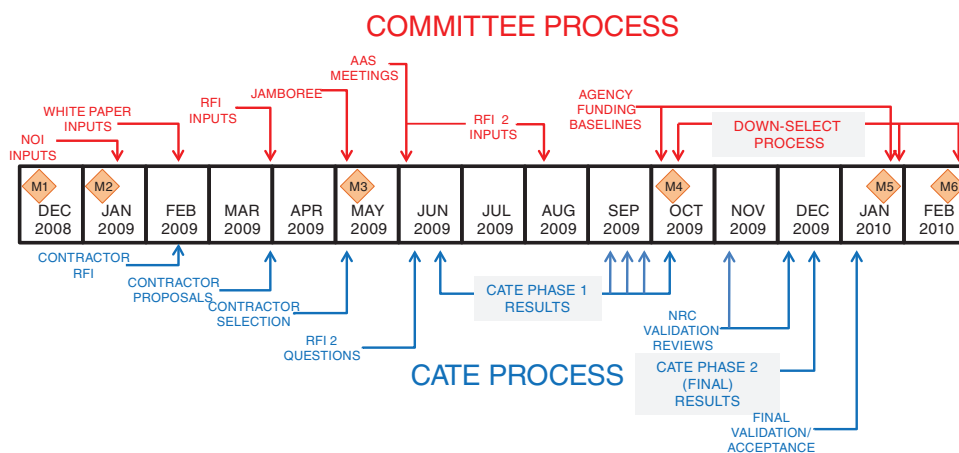 COMMITTEE PROCESS
AAS
MEETINGS
RFI
INPUTS
JAMBOREE
AGENCY
FUNDING
BASELINES
WHITE PAPER
INPUTS
RFI 2
INPUTS
DOWN-SELECT
PROCESS
NOI
INPUTS
M1
DEC
2008
M2
JAN
2009
FEB
2009
MAR
2009
APR
2009
M3
MAY
2009
JUN
2009
JUL
2009
AUG
2009
SEP
2009
M4
OCT
2009
NOV
2009
DEC
2009
M5
JAN
2010
M6
FEB
2010
CONTRACTOR
RFI
CONTRACTOR
PROPOSALS
CONTRACTOR
SELECTION
RFI 2
QUESTIONS
CATE PHASE 1
RESULTS
NRC
VALIDATION
REVIEWS
CATE PROCESS
CATE PHASE 2
(FINAL)
RESULTS
FINAL
VALIDATION/
ACCEPTANCE